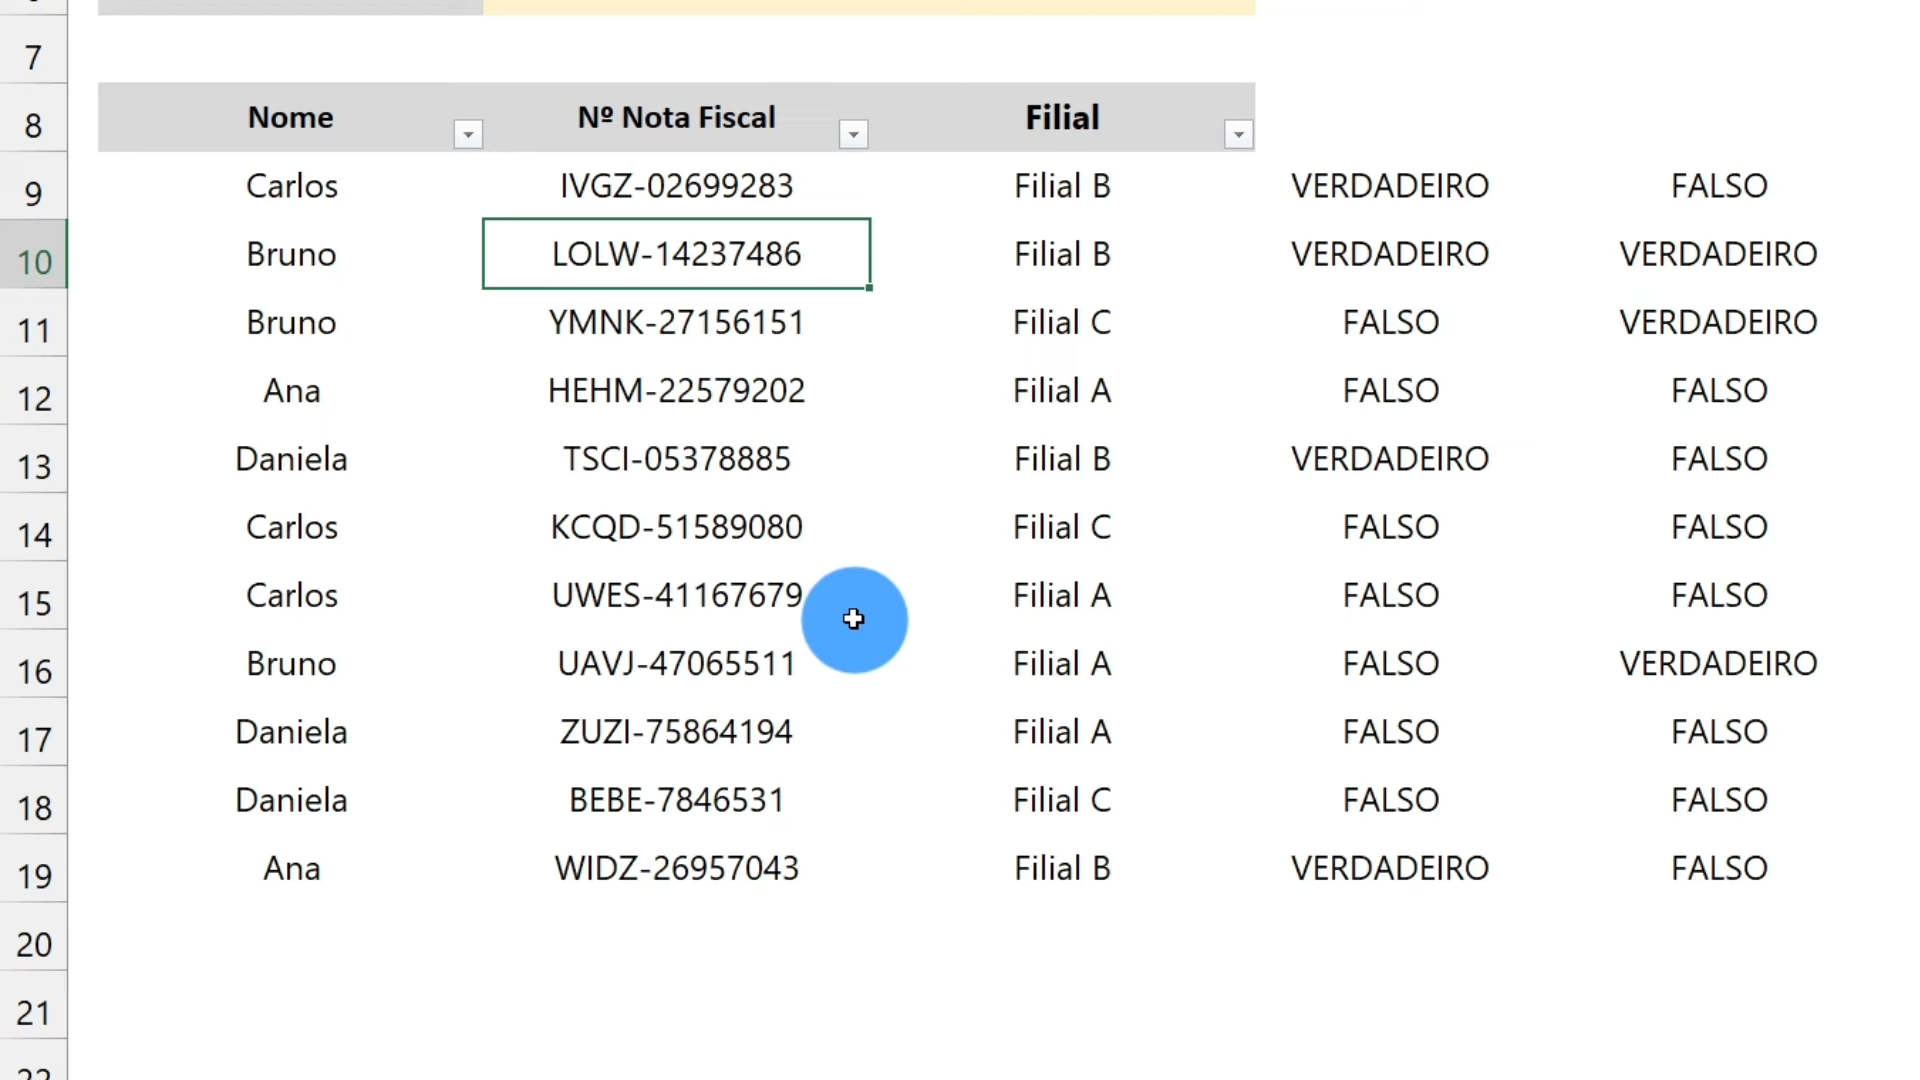 7
8 Nome Nº Nota Fiscal Filial
9 Carlos IVGZ-02699283 Filial B VERDADEIRO FALSO
10 Bruno LOLW-14237486 Filial B VERDADEIRO VERDADEIRO
11 Bruno YMNK-27156151 Filial C FALSO VERDADEIRO
12 Ana HEHM-22579202 Filial A FALSO FALSO
13 Daniela TSCI-05378885 Filial B VERDADEIRO FALSO
14 Carlos KCQD-51589080 Filial C FALSO FALSO
15 Carlos UWES-41167679 Filial A FALSO FALSO
16 Bruno UAVJ-47065511 Filial A FALSO VERDADEIRO
17 Daniela ZUZI-75864194 Filial A FALSO FALSO
18 Daniela BEBE-7846531 Filial C FALSO FALSO
19 Ana WIDZ-26957043 Filial B VERDADEIRO FALSO
20
21
22